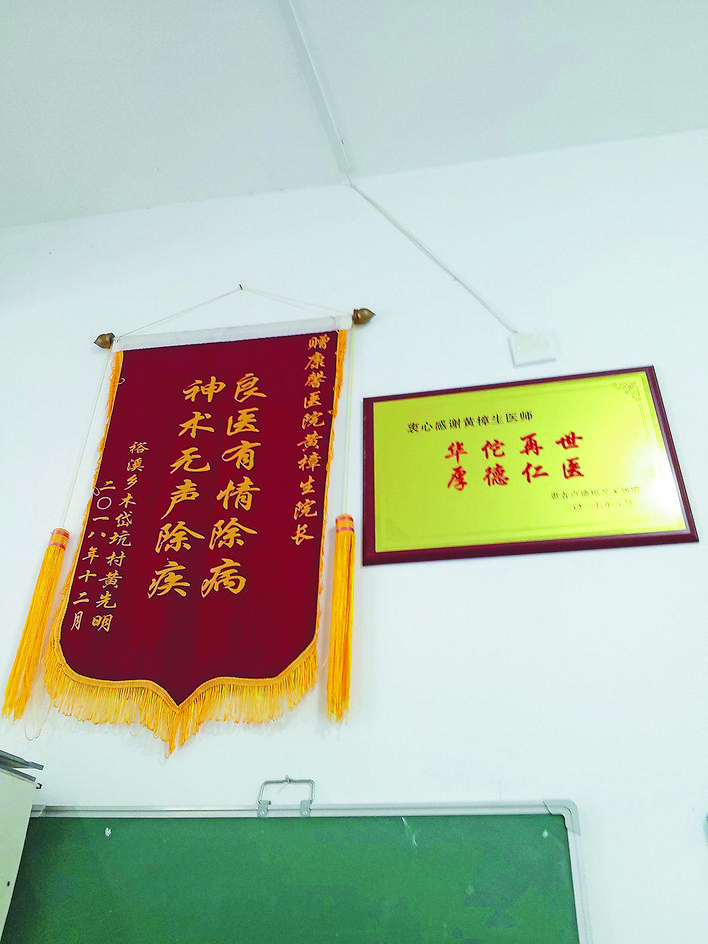 赠康馨医院黄樟生院长
良医有情除病
神术无声除疾
裕溪乡木岱坑村黄先明
二〇一八年十二月
衷心感谢黄樟生医师
华佗再世
厚德仁医